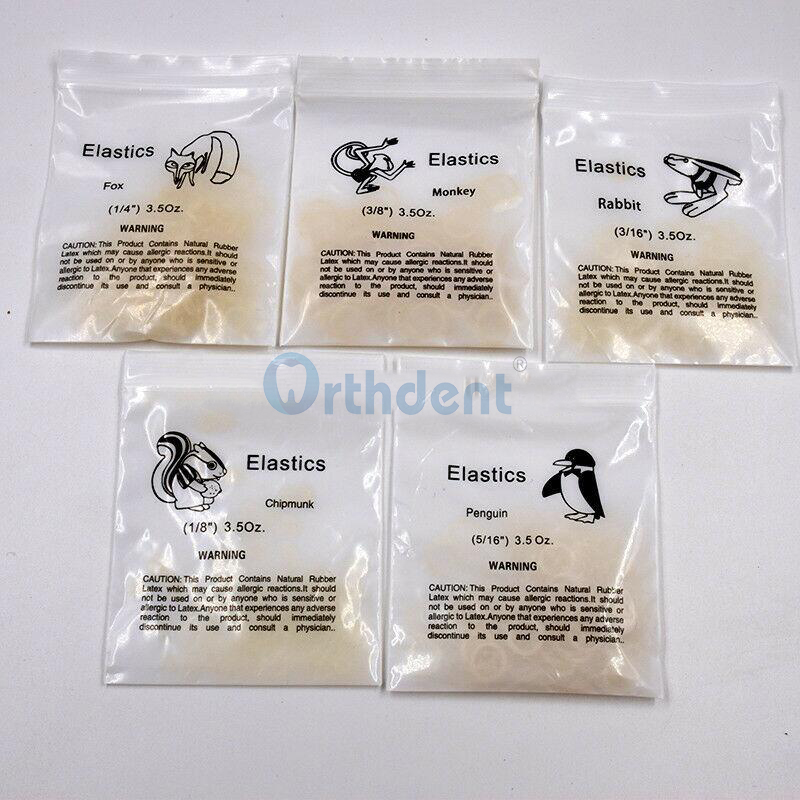 Elastics
Fox
(1/4") 3.5Oz.
WARNING
CAUTION: This Product Contains Natural Rubber
Latex which may cause allergic reactions.It should
not be used on or by anyone who is sensitive or
allergic to Latex.Anyone that experiences any adverse
reaction to the product, should immediately
discontinue its use and consult a physician..
Elastics
Monkey
(3/8") 3.5Oz.
WARNING
CAUTION: This Product Contains Natural Rubber
Latex which may cause allergic reactions.It should
not be used on or by anyone who is sensitive or
allergic to Latex.Anyone that experiences any adverse
reaction to the product, should immediately
discontinue its use and consult a physician..
Elastics
Rabbit
(3/16") 3.5Oz.
WARNING
CAUTION: This Product Contains Natural Rubber
Latex which may cause allergic reactions.It should
not be used on or by anyone who is sensitive or
allergic to Latex.Anyone that experiences any adverse
reaction to the product, should immediately
discontinue its use and consult a physician..
Orthdent®
Elastics
Chipmunk
(1/8") 3.5Oz.
WARNING
CAUTION: This Product Contains Natural Rubber
Latex which may cause allergic reactions.It should
not be used on or by anyone who is sensitive or
allergic to Latex.Anyone that experiences any adverse
reaction to the product, should immediately
discontinue its use and consult a physician..
Elastics
Penguin
(5/16") 3.5 Oz.
WARNING
CAUTION: This Product Contains Natural Rubber
Latex which may cause allergic reactions.It should
not be used on or by anyone who is sensitive or
allergic to Latex.Anyone that experiences any adverse
reaction to the product, should immediately
discontinue its use and consult a physician..